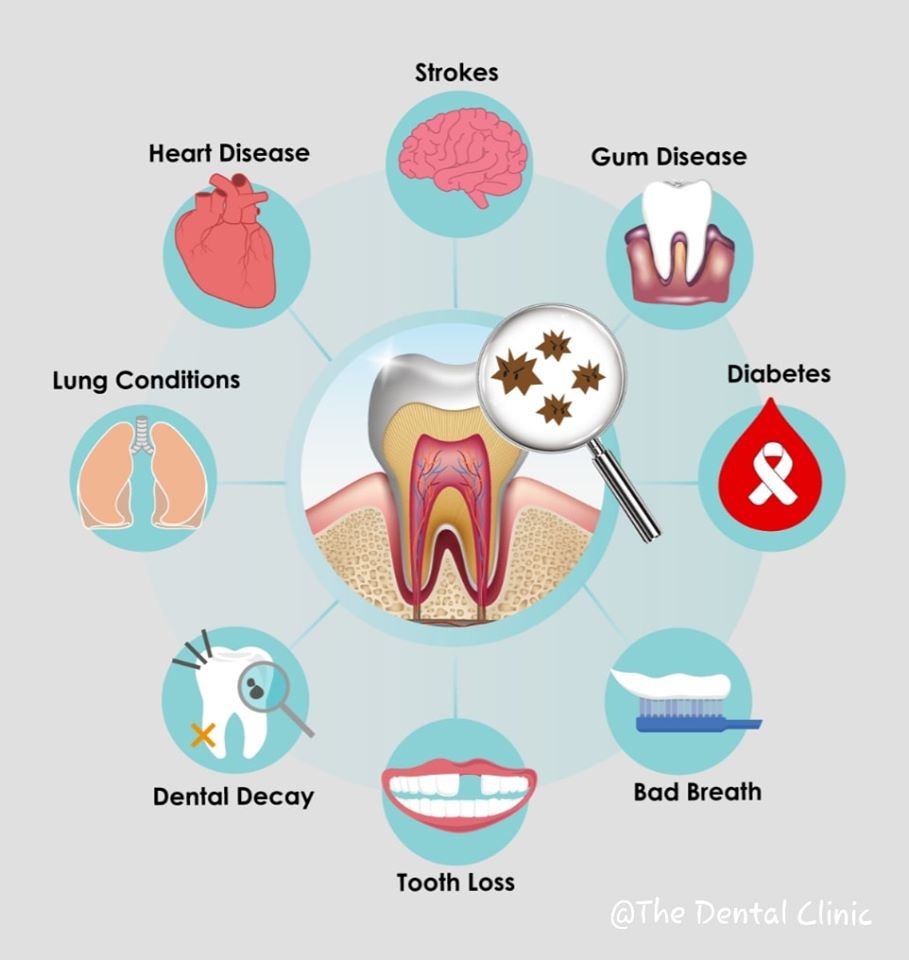 Strokes
Heart Disease
Gum Disease
Lung Conditions
Diabetes
Dental Decay
Bad Breath
Tooth Loss
@The Dental Clinic